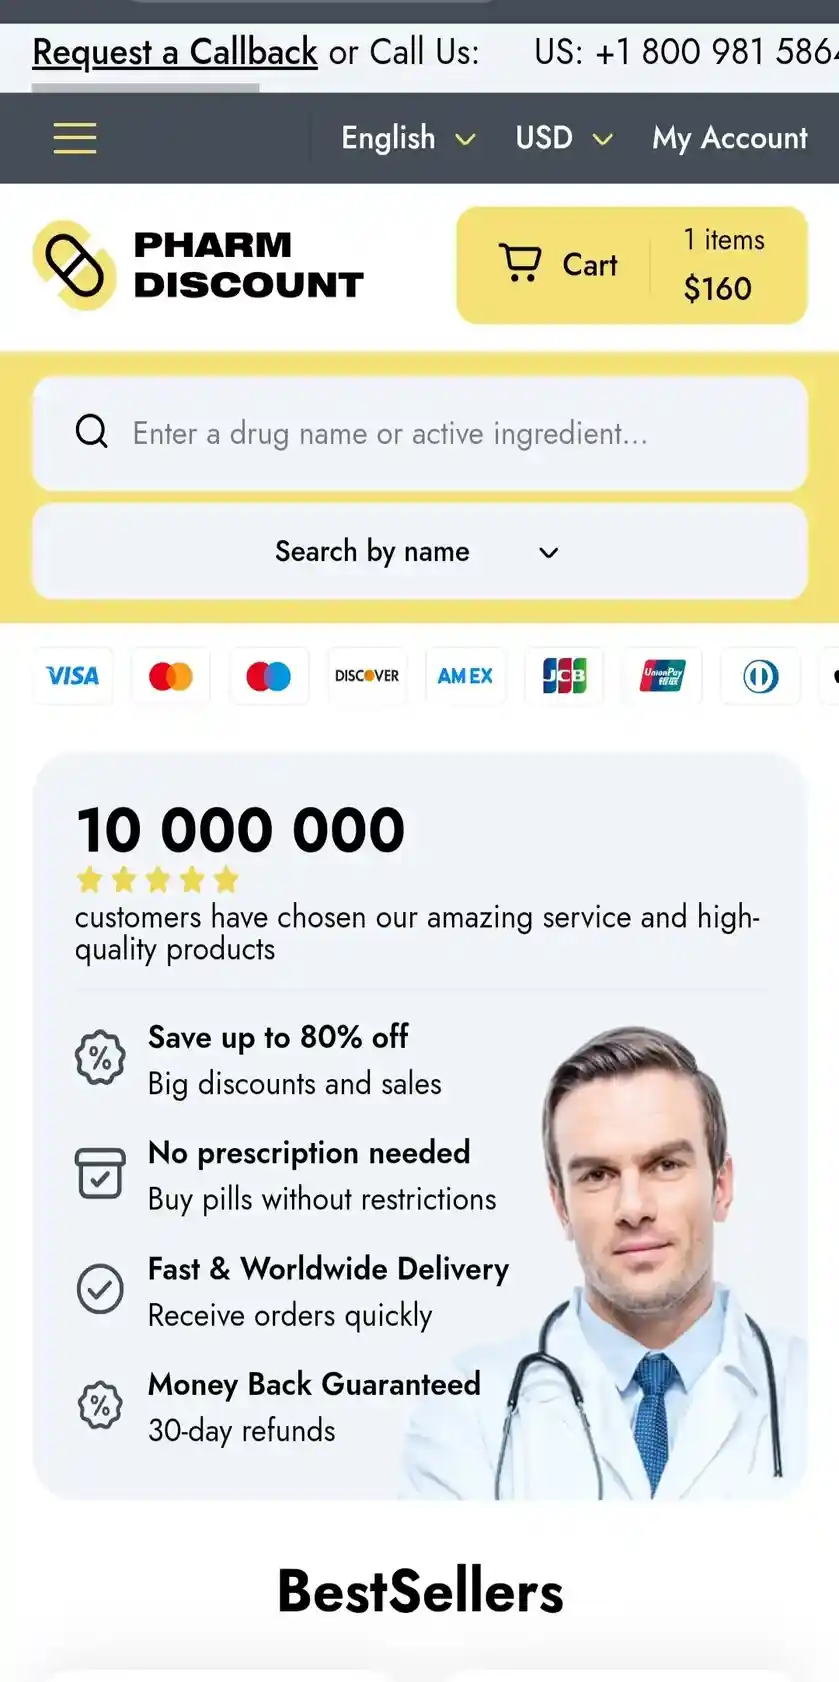 Request a Callback or Call Us: US: +1 800 981 586
English USD My Account
PHARM
DISCOUNT
Cart
1 items
$160
Enter a drug name or active ingredient...
Search by name
VISA DISCOVER AMEX JCB UnionPay 银联
10 000 000
customers have chosen our amazing service and high-
quality products
% Save up to 80% off
Big discounts and sales
No prescription needed
Buy pills without restrictions
Fast & Worldwide Delivery
Receive orders quickly
% Money Back Guaranteed
30-day refunds
BestSellers